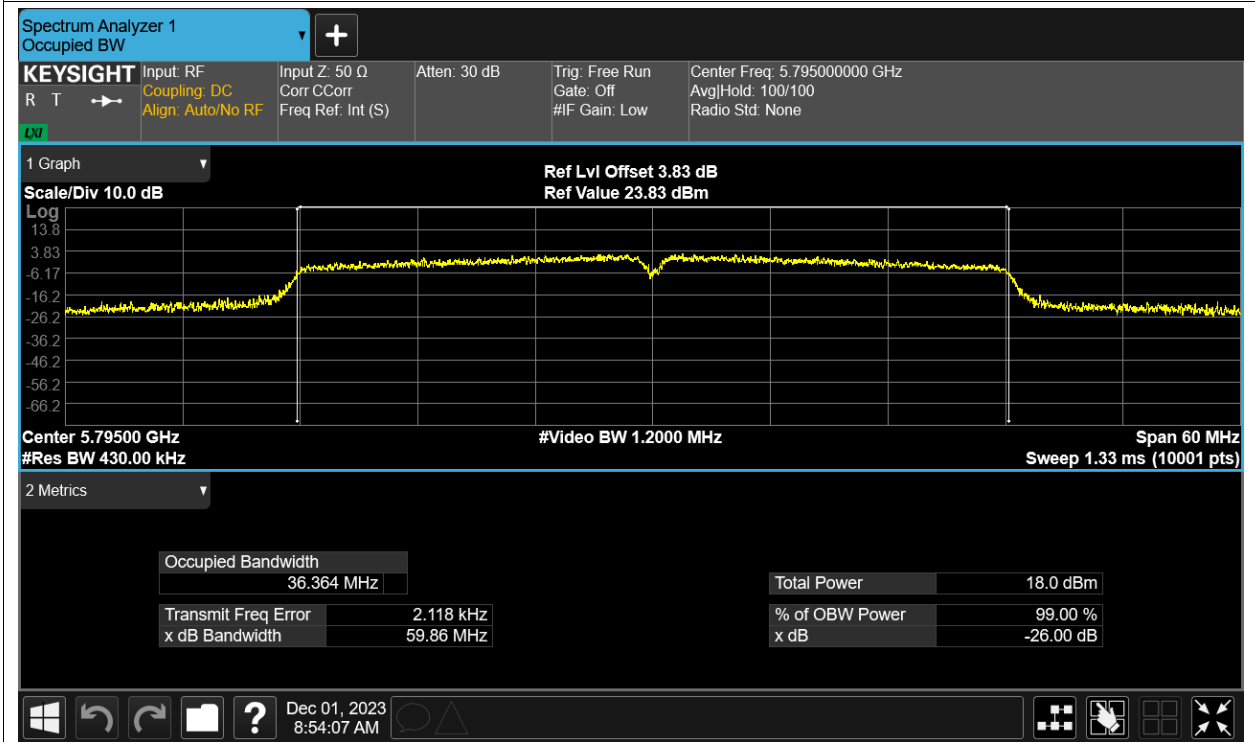 Spectrum Analyzer 1
Occupied BW
KEYSIGHT Input: RF Input Z: 50 Ω Atten: 30 dB Trig: Free Run Center Freq: 5.795000000 GHz
R T Coupling: DC Corr CCorr Gate: Off Avg|Hold: 100/100
Align: Auto/No RF Freq Ref: Int (S) #IF Gain: Low Radio Std: None
LXI
1 Graph
Ref Lvl Offset 3.83 dB
Scale/Div 10.0 dB Ref Value 23.83 dBm
Log
13.8
3.83
-6.17
-16.2
-26.2
-36.2
-46.2
-56.2
-66.2
Center 5.79500 GHz #Video BW 1.2000 MHz Span 60 MHz
#Res BW 430.00 kHz Sweep 1.33 ms (10001 pts)
2 Metrics
Occupied Bandwidth
36.364 MHz Total Power 18.0 dBm
Transmit Freq Error 2.118 kHz % of OBW Power 99.00 %
x dB Bandwidth 59.86 MHz x dB -26.00 dB
? Dec 01, 2023
8:54:07 AM